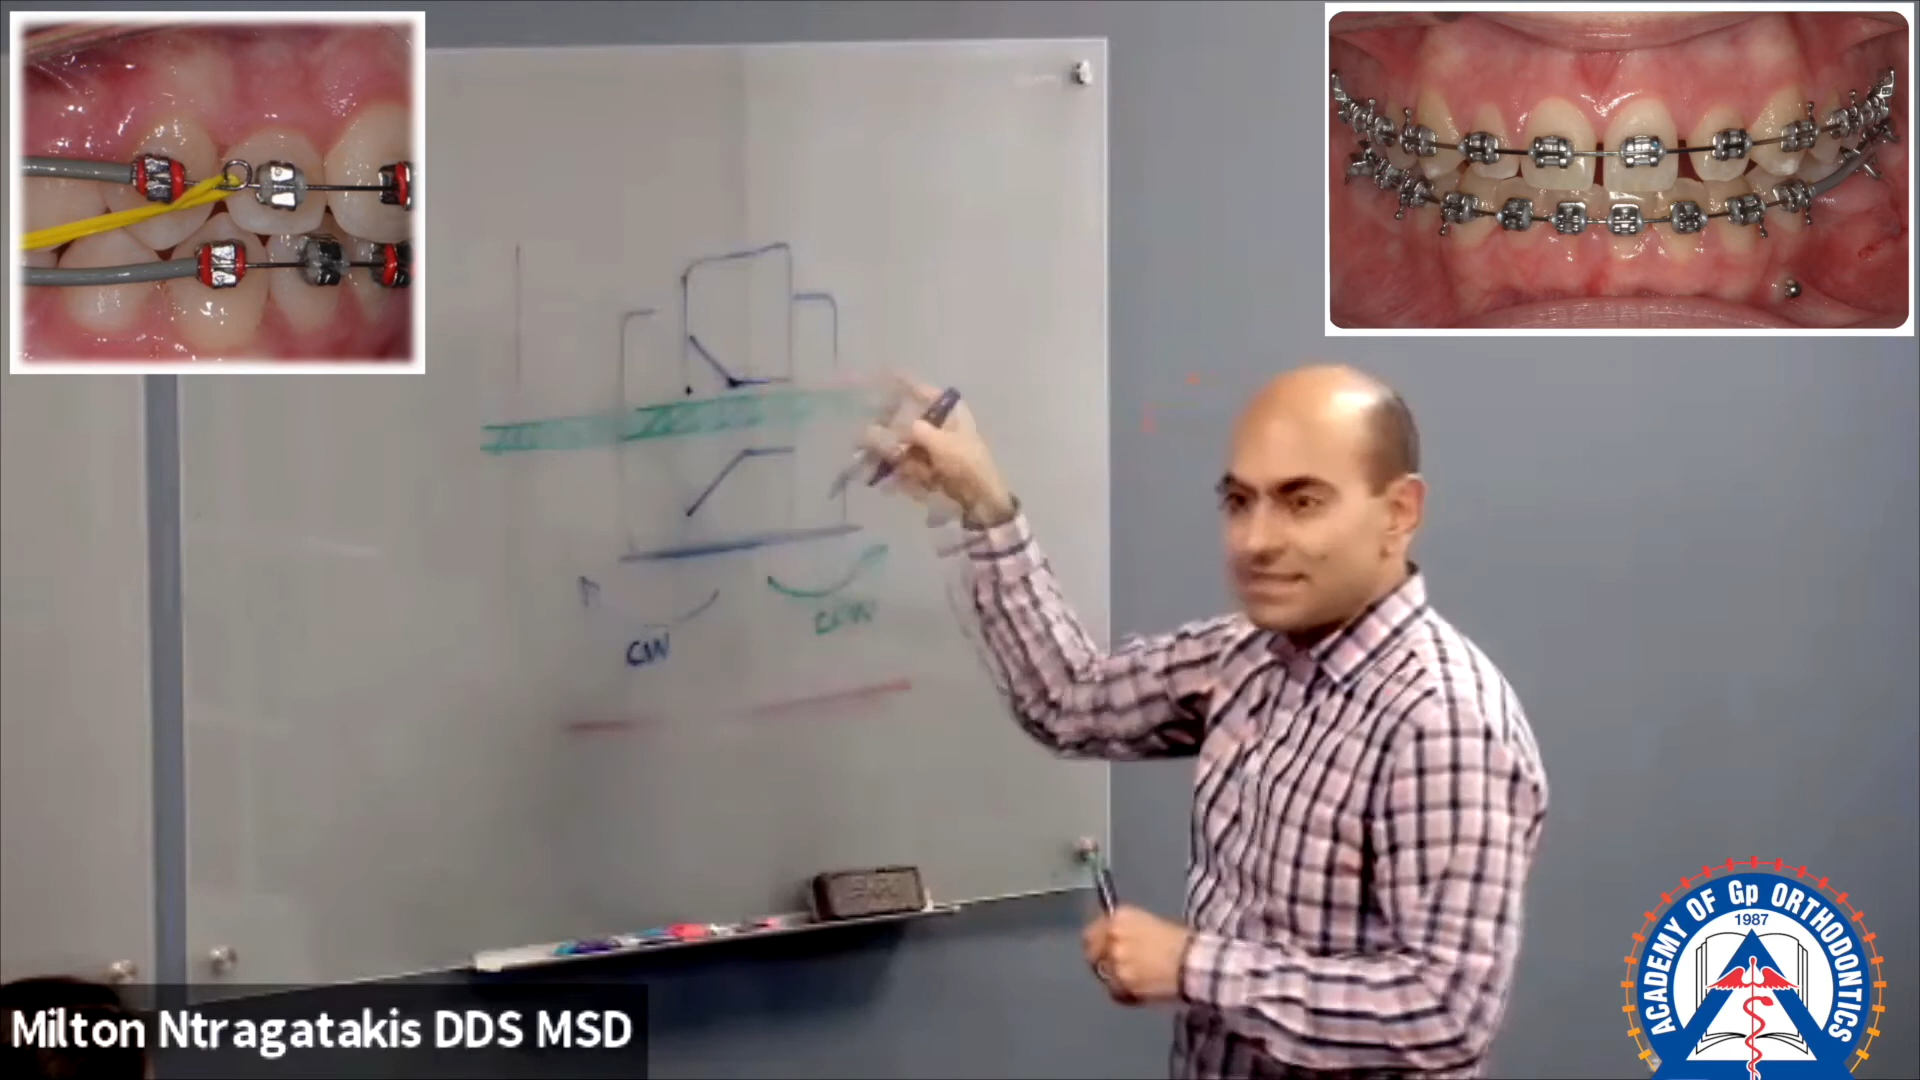 CW
CCW
Milton Ntragatakis DDS MSD
ACADEMY OF Gp ORTHODONTICS
1987